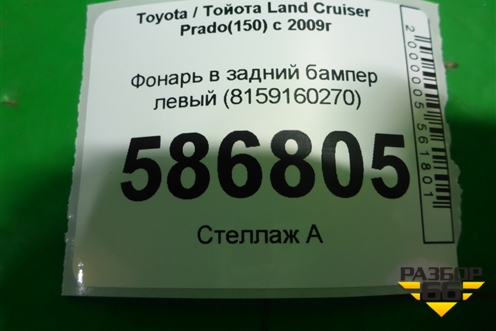 Toyota / Тойота Land Cruiser
Prado(150) с 2009г
Фонарь в задний бампер
левый (8159160270)
586805
Стеллаж А
2000005561801
РАЗБОР
66